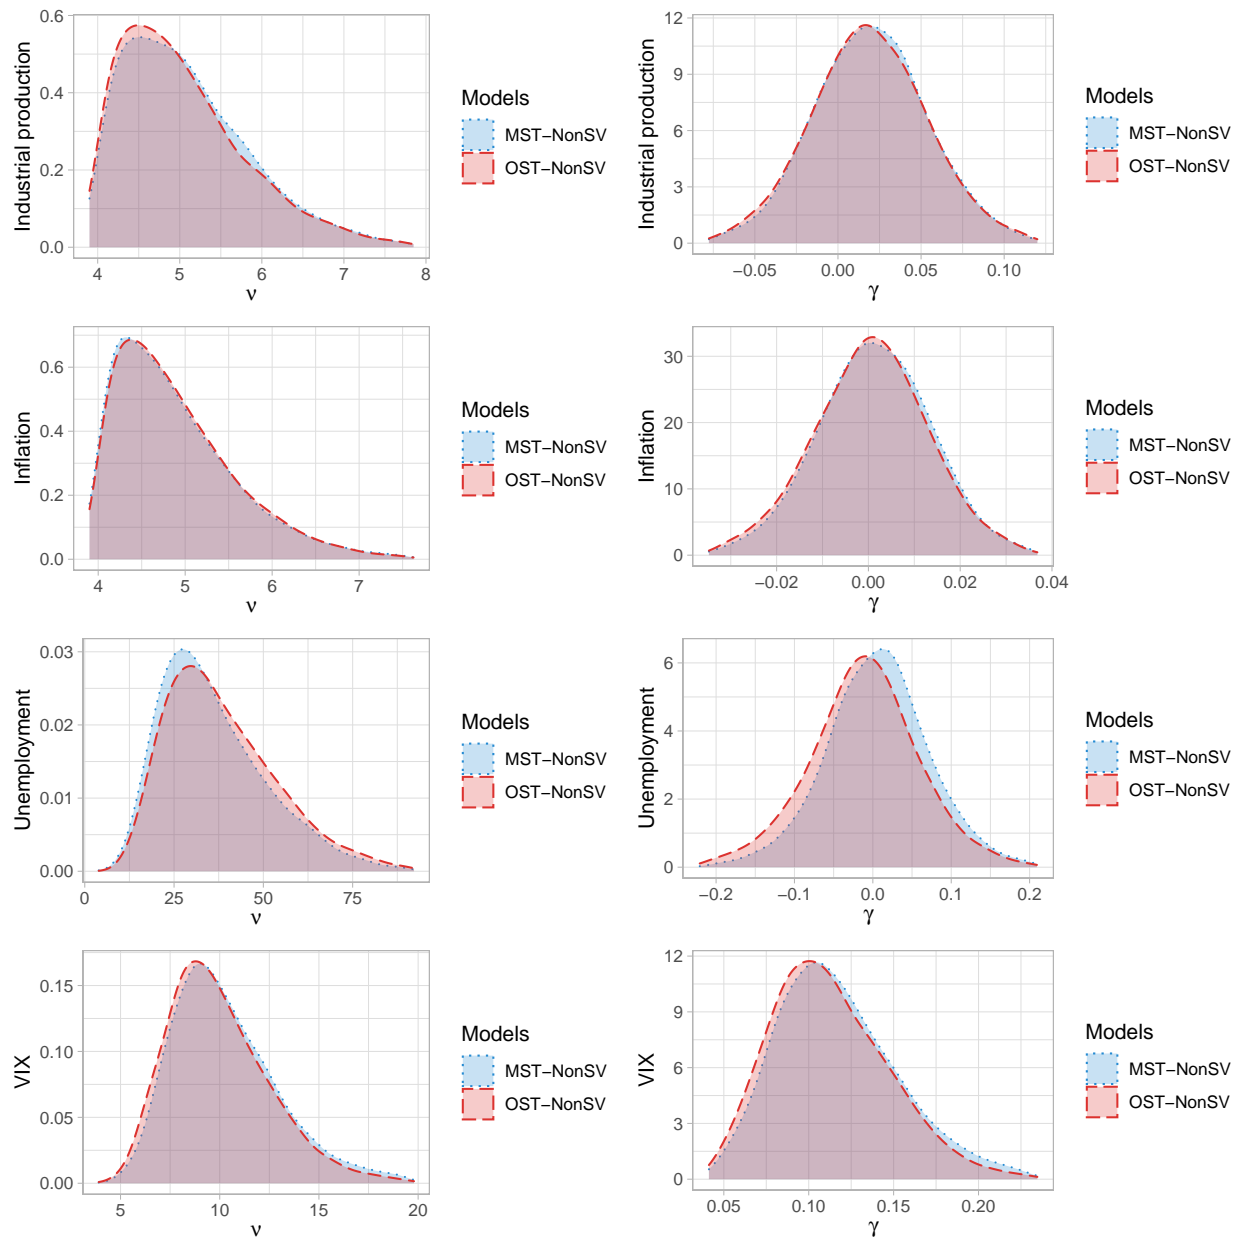 Industrial production
0.6
0.4
0.2
0.0
4 5 6 7 8
ν
Models
MST−NonSV
OST−NonSV
Industrial production
12
9
6
3
0
−0.05 0.00 0.05 0.10
γ
Models
MST−NonSV
OST−NonSV
Inflation
0.6
0.4
0.2
0.0
4 5 6 7
ν
Models
MST−NonSV
OST−NonSV
Inflation
30
20
10
0
−0.02 0.00 0.02 0.04
γ
Models
MST−NonSV
OST−NonSV
Unemployment
0.03
0.02
0.01
0.00
0 25 50 75
ν
Models
MST−NonSV
OST−NonSV
Unemployment
6
4
2
0
−0.2 −0.1 0.0 0.1 0.2
γ
Models
MST−NonSV
OST−NonSV
VIX
0.15
0.10
0.05
0.00
5 10 15 20
ν
Models
MST−NonSV
OST−NonSV
VIX
12
9
6
3
0
0.05 0.10 0.15 0.20
γ
Models
MST−NonSV
OST−NonSV